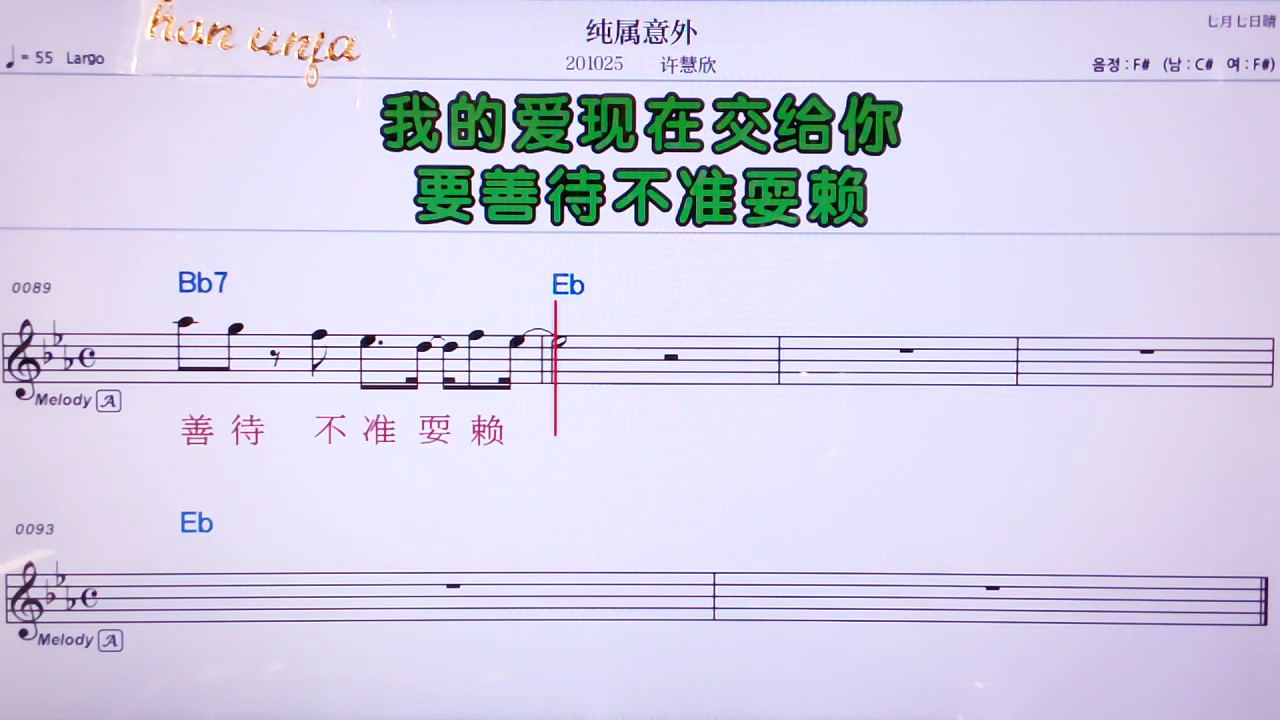 han unja
纯属意外
七月七日晴
♩= 55 Largo
201025 许慧欣
음정 : F# (남 : C# 여 : F#)
我的爱现在交给你
要善待不准耍赖
0089
Bb7 Eb
Melody A
善待 不准耍赖
0093
Eb
Melody A